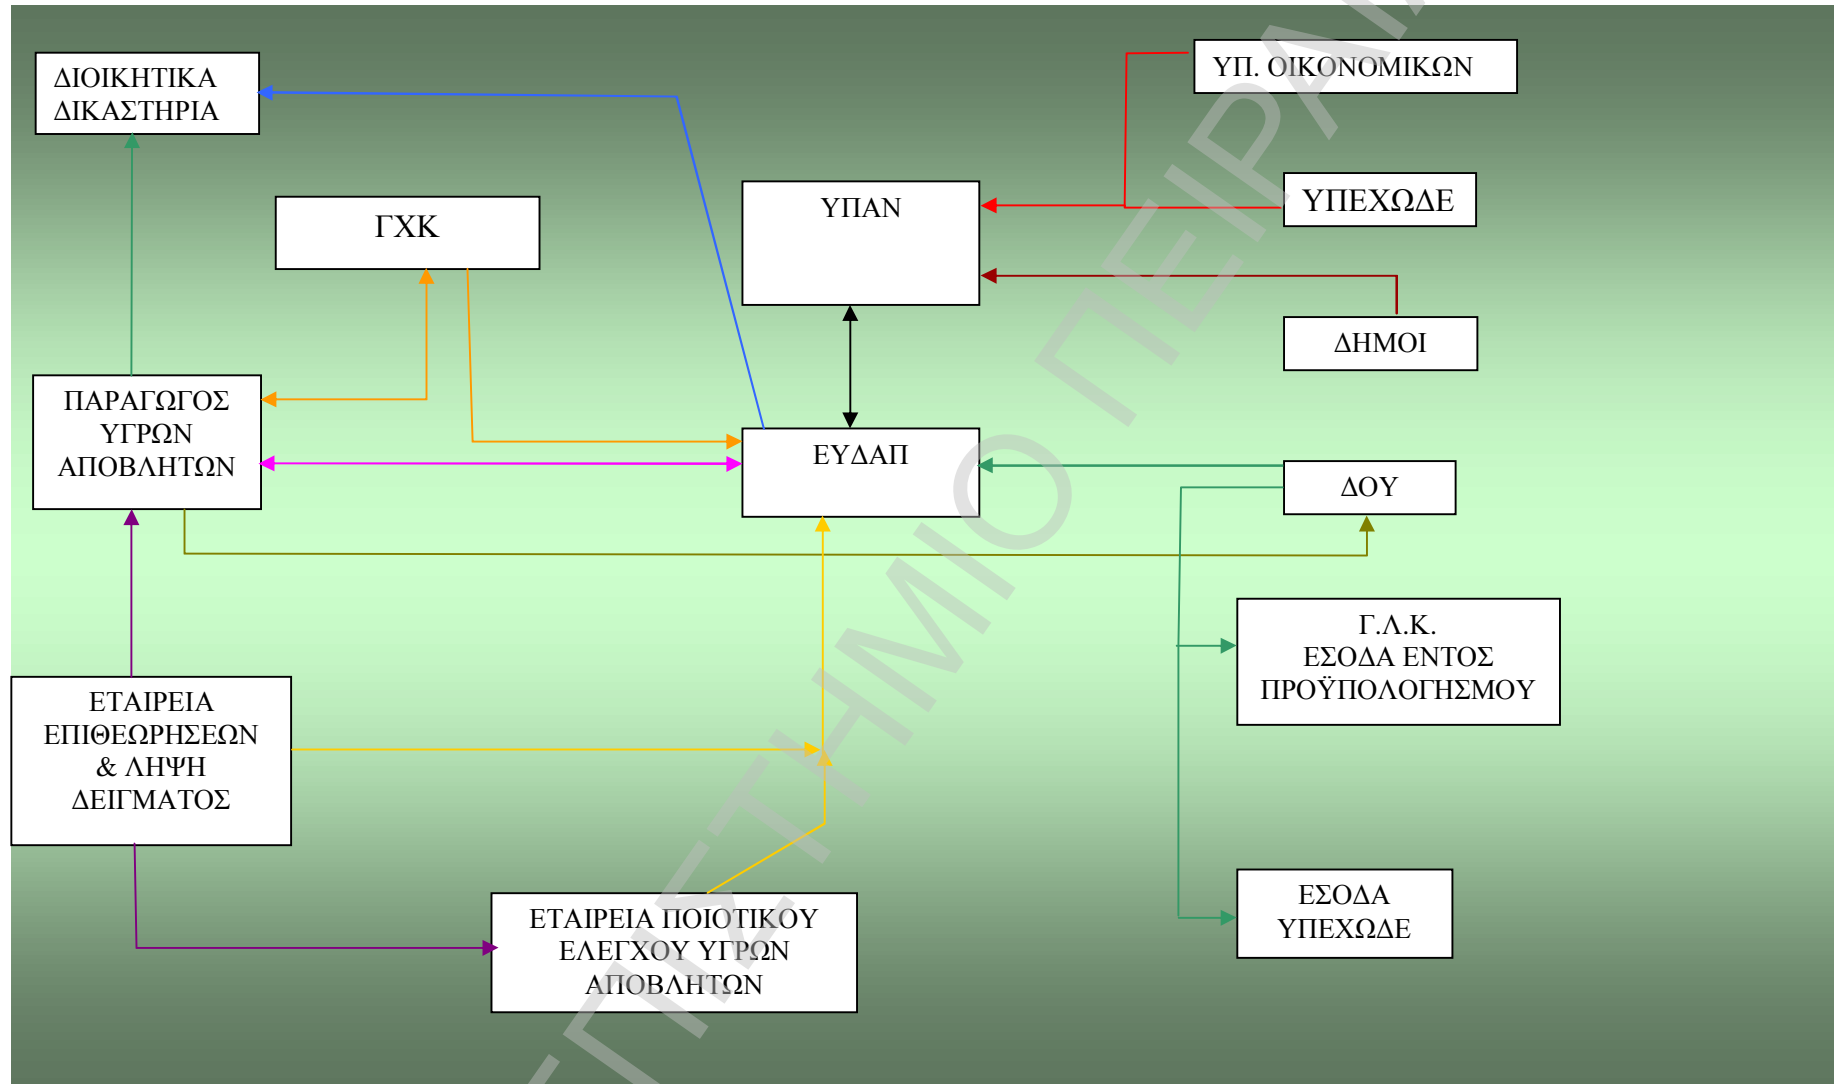 ΔΙΟΙΚΗΤΙΚΑ
ΔΙΚΑΣΤΗΡΙΑ
ΥΠ. ΟΙΚΟΝΟΜΙΚΩΝ
ΓΧΚ
ΥΠΑΝ
ΥΠΕΧΩΔΕ
ΔΗΜΟΙ
ΠΑΡΑΓΩΓΟΣ
ΥΓΡΩΝ
ΑΠΟΒΛΗΤΩΝ
ΕΥΔΑΠ
ΔΟΥ
Γ.Λ.Κ.
ΕΣΟΔΑ ΕΝΤΟΣ
ΠΡΟΫΠΟΛΟΓΗΣΜΟΥ
ΕΤΑΙΡΕΙΑ
ΕΠΙΘΕΩΡΗΣΕΩΝ
& ΛΗΨΗ
ΔΕΙΓΜΑΤΟΣ
ΕΤΑΙΡΕΙΑ ΠΟΙΟΤΙΚΟΥ
ΕΛΕΓΧΟΥ ΥΓΡΩΝ
ΑΠΟΒΛΗΤΩΝ
ΕΣΟΔΑ
ΥΠΕΧΩΔΕ